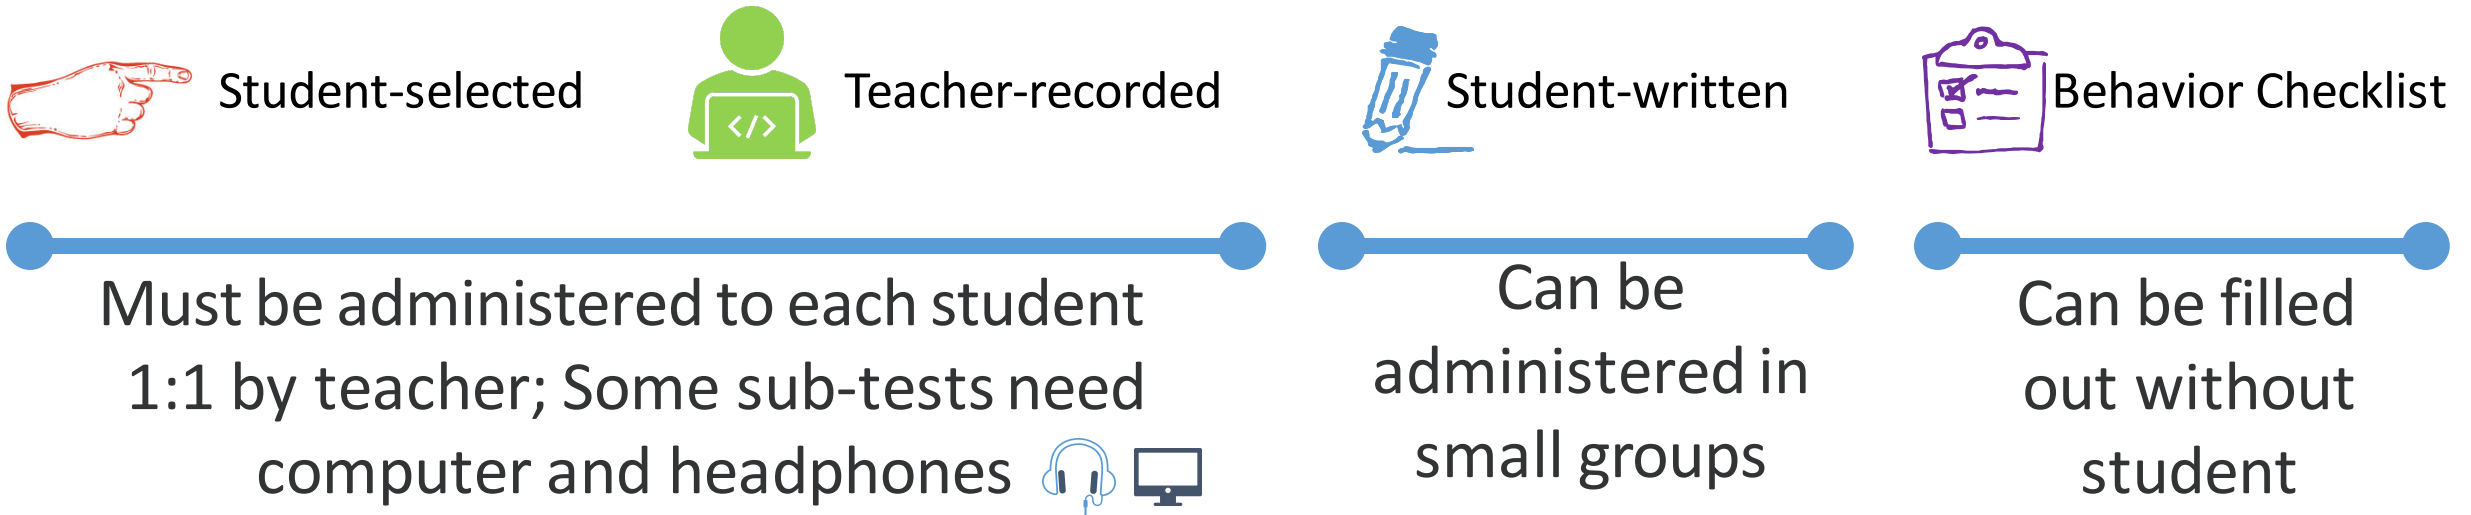 Student-selected
Teacher-recorded
Student-written
Behavior Checklist
Must be administered to each student
1:1 by teacher; Some sub-tests need
computer and headphones
Can be
administered in
small groups
Can be filled
out without
student